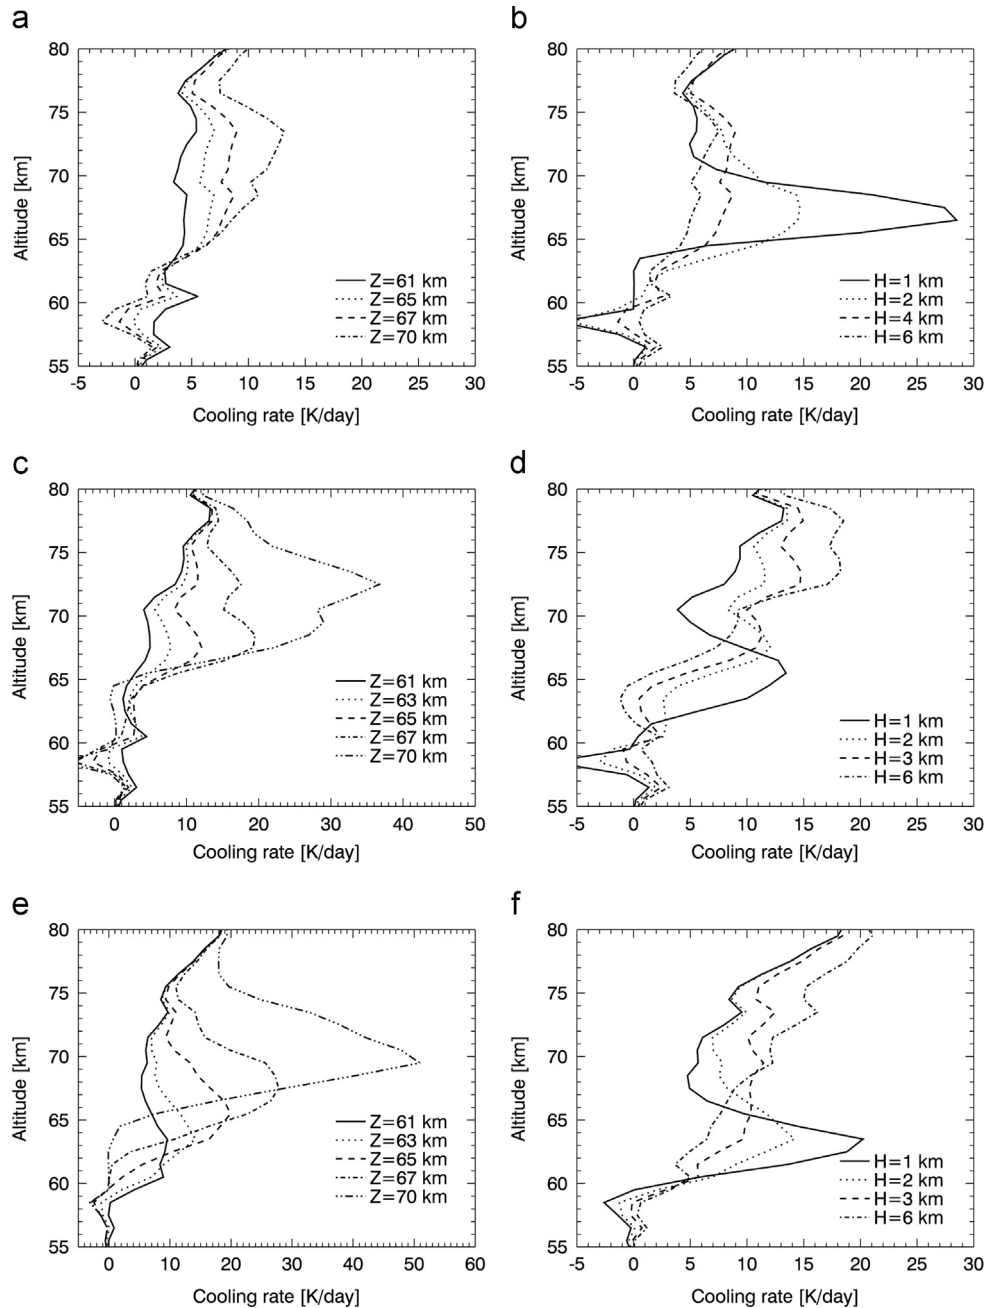 a
80
75
70
65
60
55
Altitude [km]
Z=61 km
Z=65 km
Z=67 km
Z=70 km
-5 0 5 10 15 20 25 30
Cooling rate [K/day]
b
80
75
70
65
60
55
Altitude [km]
H=1 km
H=2 km
H=4 km
H=6 km
-5 0 5 10 15 20 25 30
Cooling rate [K/day]
c
80
75
70
65
60
55
Altitude [km]
Z=61 km
Z=63 km
Z=65 km
Z=67 km
Z=70 km
0 10 20 30 40 50
Cooling rate [K/day]
d
80
75
70
65
60
55
Altitude [km]
H=1 km
H=2 km
H=3 km
H=6 km
-5 0 5 10 15 20 25 30
Cooling rate [K/day]
e
80
75
70
65
60
55
Altitude [km]
Z=61 km
Z=63 km
Z=65 km
Z=67 km
Z=70 km
0 10 20 30 40 50 60
Cooling rate [K/day]
f
80
75
70
65
60
55
Altitude [km]
H=1 km
H=2 km
H=3 km
H=6 km
-5 0 5 10 15 20 25 30
Cooling rate [K/day]